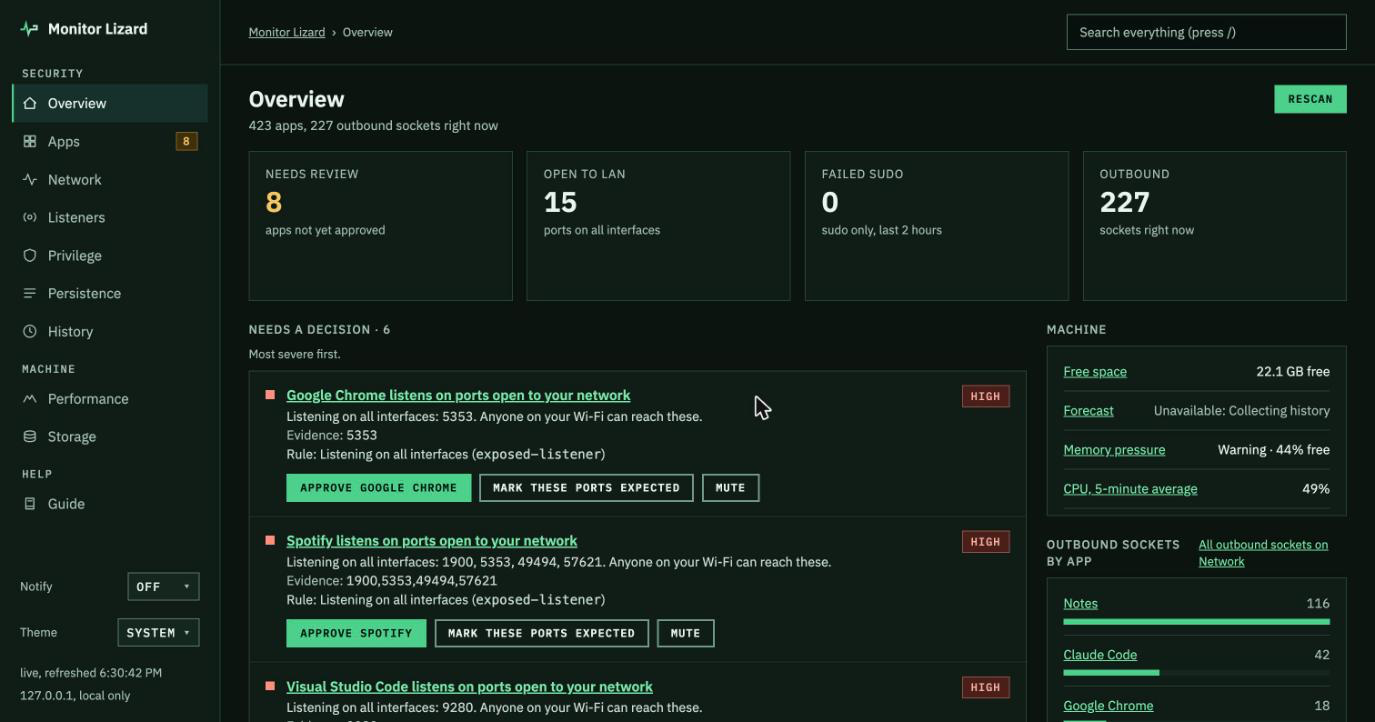 Monitor Lizard
SECURITY
Overview
Apps 8
Network
Listeners
Privilege
Persistence
History
MACHINE
Performance
Storage
HELP
Guide
Notify OFF
Theme SYSTEM
live, refreshed 6:30:42 PM
127.0.0.1, local only
Monitor Lizard › Overview
Search everything (press /)
Overview
RESCAN
423 apps, 227 outbound sockets right now
NEEDS REVIEW
8
apps not yet approved
OPEN TO LAN
15
ports on all interfaces
FAILED SUDO
0
sudo only, last 2 hours
OUTBOUND
227
sockets right now
NEEDS A DECISION · 6
Most severe first.
Google Chrome listens on ports open to your network HIGH
Listening on all interfaces: 5353. Anyone on your Wi-Fi can reach these.
Evidence: 5353
Rule: Listening on all interfaces (exposed-listener)
APPROVE GOOGLE CHROME MARK THESE PORTS EXPECTED MUTE
Spotify listens on ports open to your network HIGH
Listening on all interfaces: 1900, 5353, 49494, 57621. Anyone on your Wi-Fi can reach these.
Evidence: 1900,5353,49494,57621
Rule: Listening on all interfaces (exposed-listener)
APPROVE SPOTIFY MARK THESE PORTS EXPECTED MUTE
Visual Studio Code listens on ports open to your network HIGH
Listening on all interfaces: 9280. Anyone on your Wi-Fi can reach these.
MACHINE
Free space 22.1 GB free
Forecast Unavailable: Collecting history
Memory pressure Warning · 44% free
CPU, 5-minute average 49%
OUTBOUND SOCKETS
BY APP
All outbound sockets on
Network
Notes 116
Claude Code 42
Google Chrome 18